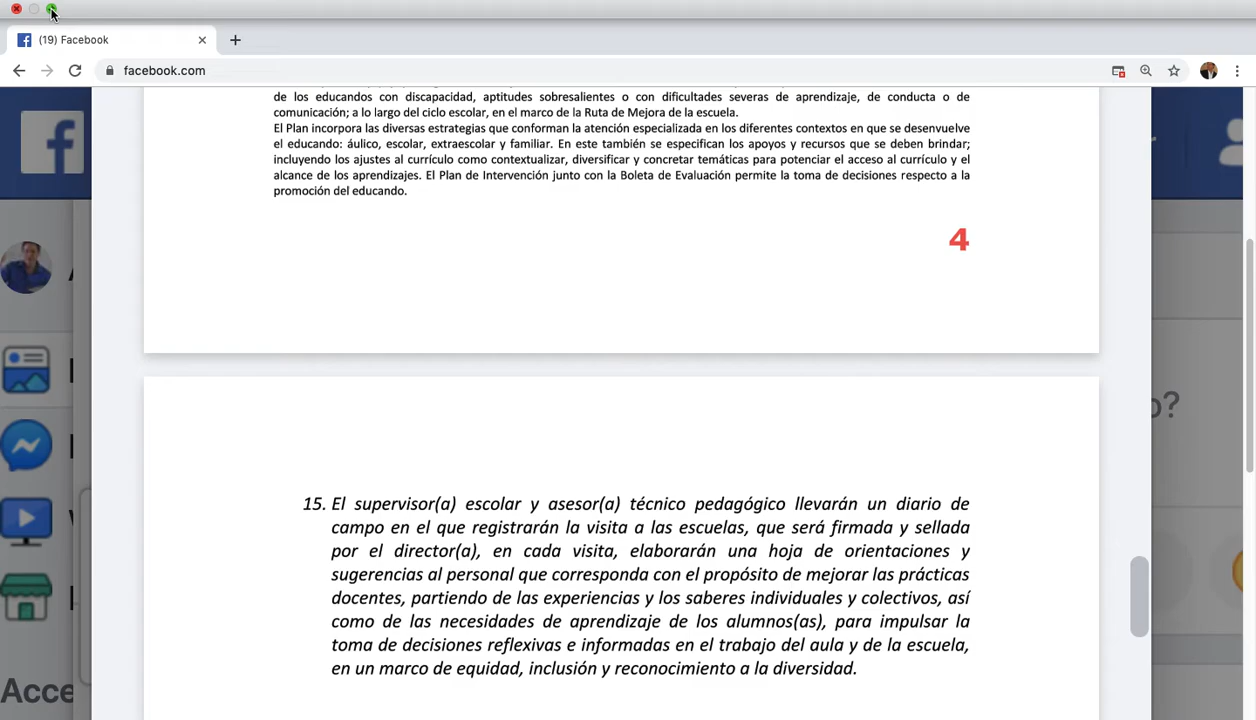 (19) Facebook
facebook.com
de los educandos con discapacidad, aptitudes sobresalientes o con dificultades severas de aprendizaje, de conducta o de
comunicación; a lo largo del ciclo escolar, en el marco de la Ruta de Mejora de la escuela.
El Plan incorpora las diversas estrategias que conforman la atención especializada en los diferentes contextos en que se desenvuelve
el educando: áulico, escolar, extraescolar y familiar. En este también se especifican los apoyos y recursos que se deben brindar;
incluyendo los ajustes al currículo como contextualizar, diversificar y concretar temáticas para potenciar el acceso al currículo y el
alcance de los aprendizajes. El Plan de Intervención junto con la Boleta de Evaluación permite la toma de decisiones respecto a la
promoción del educando.
4
15. El supervisor(a) escolar y asesor(a) técnico pedagógico llevarán un diario de
campo en el que registrarán la visita a las escuelas, que será firmada y sellada
por el director(a), en cada visita, elaborarán una hoja de orientaciones y
sugerencias al personal que corresponda con el propósito de mejorar las prácticas
docentes, partiendo de las experiencias y los saberes individuales y colectivos, así
como de las necesidades de aprendizaje de los alumnos(as), para impulsar la
toma de decisiones reflexivas e informadas en el trabajo del aula y de la escuela,
en un marco de equidad, inclusión y reconocimiento a la diversidad.
Acce